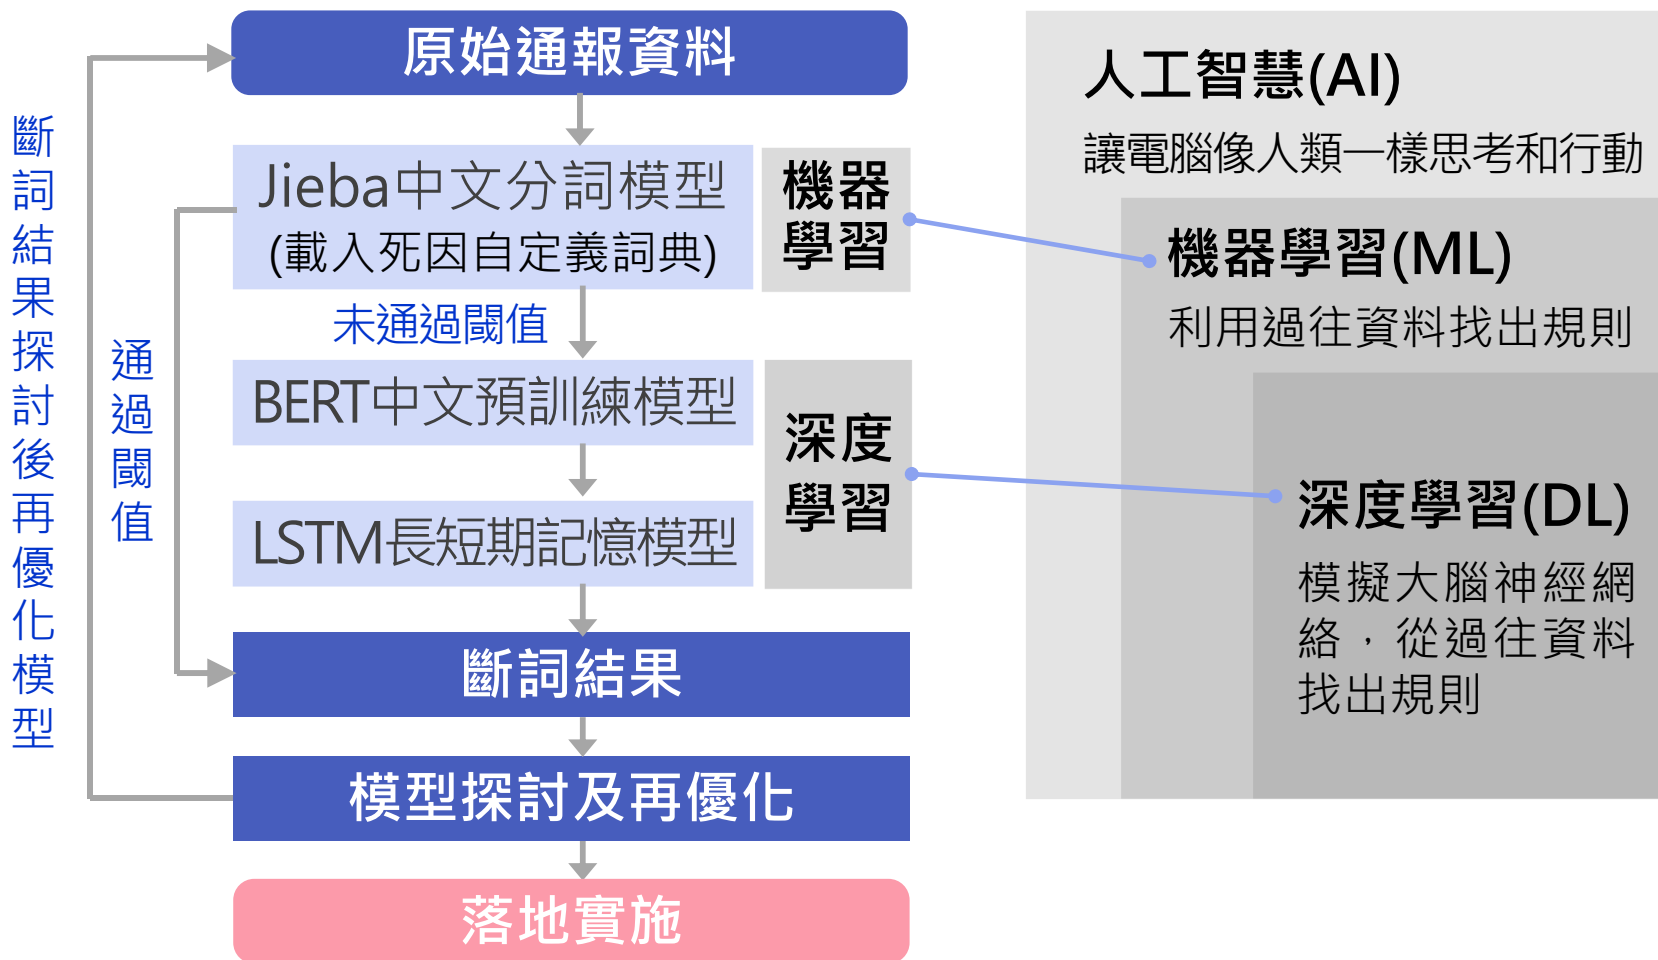 斷詞結果探討後再優化模型
通過閾值
原始通報資料
Jieba中文分詞模型
(載入死因自定義詞典)
機器
學習
未通過閾值
BERT中文預訓練模型
LSTM長短期記憶模型
深度
學習
斷詞結果
模型探討及再優化
落地實施
人工智慧(AI)
讓電腦像人類一樣思考和行動
機器學習(ML)
利用過往資料找出規則
深度學習(DL)
模擬大腦神經網
絡，從過往資料
找出規則